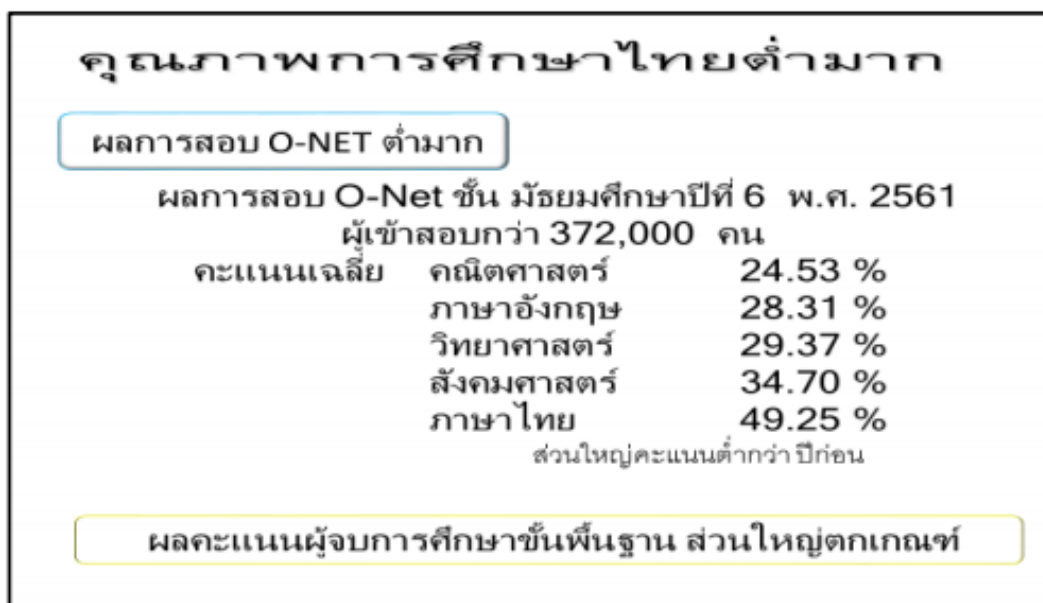 คุณภาพการศึกษาไทยต่ำมาก
ผลการสอบ O-NET ต่ำมาก
ผลการสอบ O-Net ชั้น มัธยมศึกษาปีที่ 6 พ.ศ. 2561
ผู้เข้าสอบกว่า 372,000 คน
คะแนนเฉลี่ย คณิตศาสตร์ 24.53 %
ภาษาอังกฤษ 28.31 %
วิทยาศาสตร์ 29.37 %
สังคมศาสตร์ 34.70 %
ภาษาไทย 49.25 %
ส่วนใหญ่คะแนนต่ำกว่า ปีก่อน
ผลคะแนนผู้จบการศึกษาขั้นพื้นฐาน ส่วนใหญ่ตกเกณฑ์